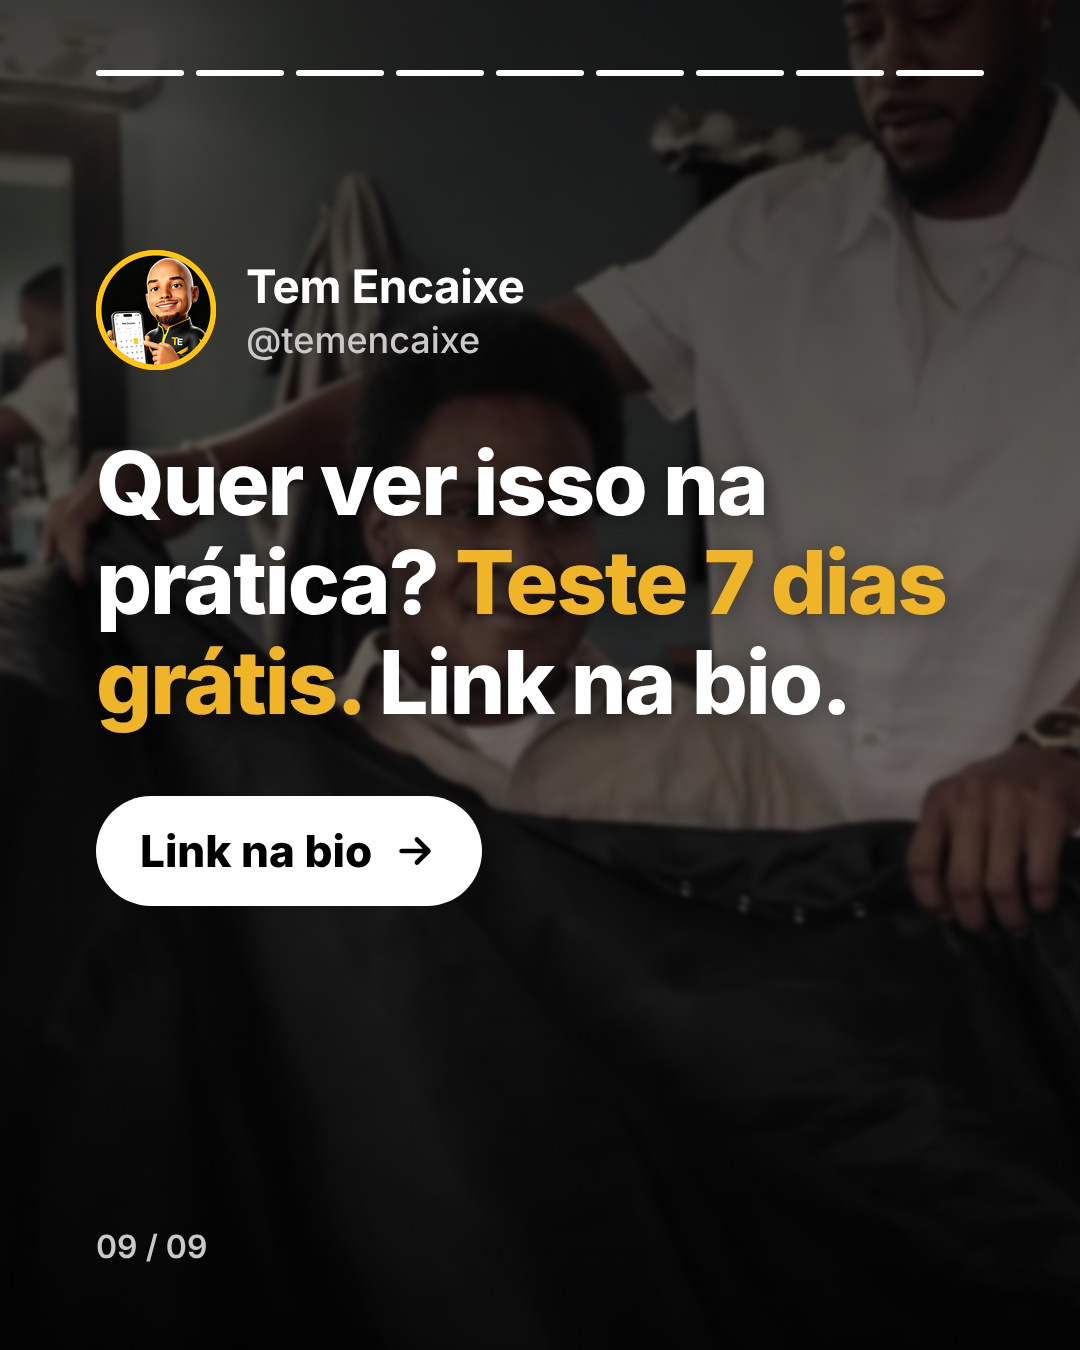 Tem Encaixe
@temencaixe
TE
Quer ver isso na
prática? Teste 7 dias
grátis. Link na bio.
Link na bio →
09 / 09